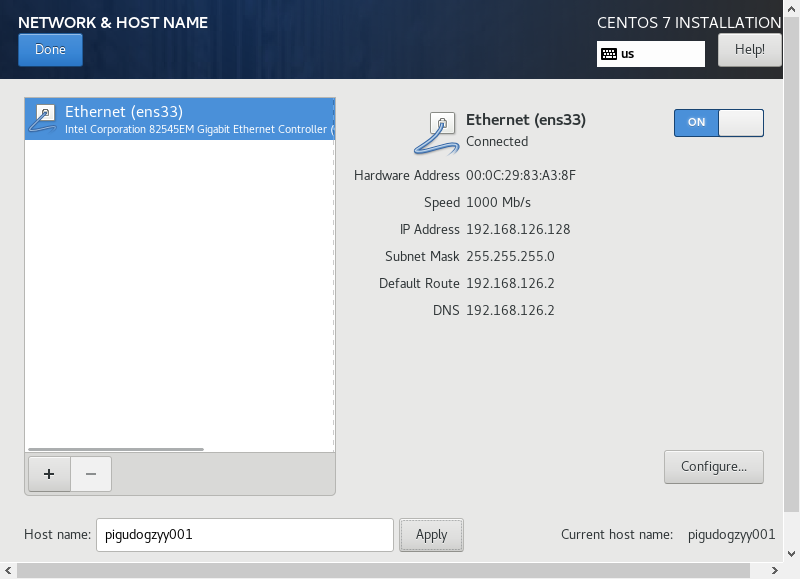 NETWORK & HOST NAME
CENTOS 7 INSTALLATION
Done
us
Help!
Ethernet (ens33)
Intel Corporation 82545EM Gigabit Ethernet Controller (
Ethernet (ens33)
Connected
ON
Hardware Address 00:0C:29:83:A3:8F
Speed 1000 Mb/s
IP Address 192.168.126.128
Subnet Mask 255.255.255.0
Default Route 192.168.126.2
DNS 192.168.126.2
+ −
Configure...
Host name: pigudogzyy001 Apply Current host name: pigudogzyy001